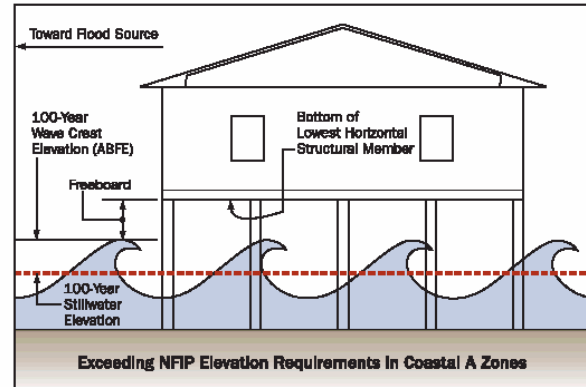 Toward Flood Source
100-Year
Wave Crest
Elevation (ABFE)
Bottom of
Lowest Horizontal
Structural Member
Freeboard
100-Year
Stillwater
Elevation
Exceeding NFIP Elevation Requirements in Coastal A Zones